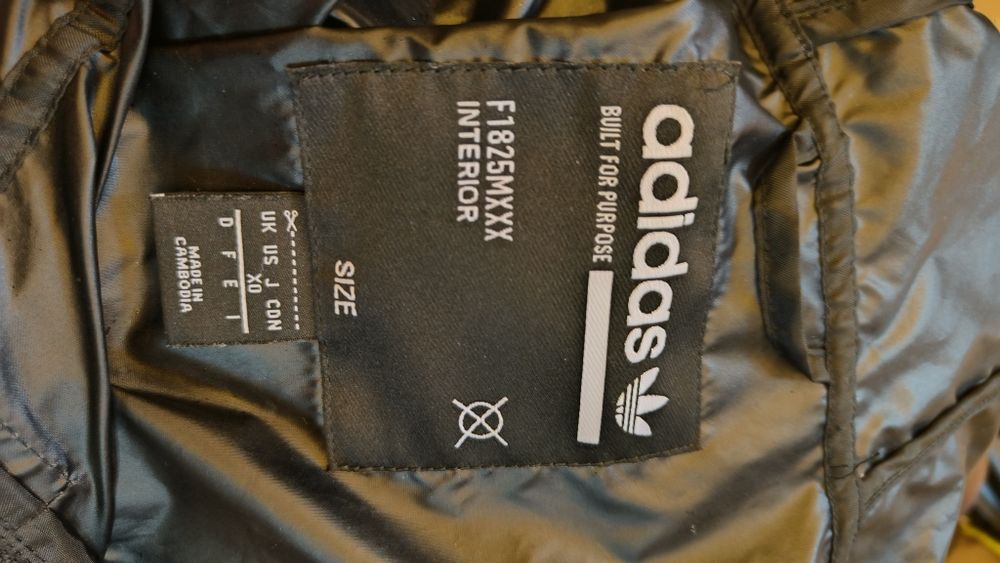 adidas
BUILT FOR PURPOSE
F1825MXXX
INTERIOR
SIZE
UK US J CDN
XO
D F E I
MADE IN
CAMBODIA